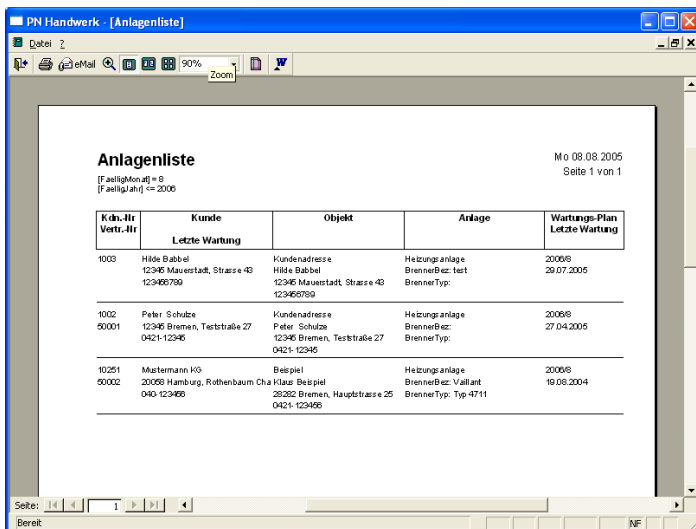 PN Handwerk - [Anlagenliste]
Datei ?
eMail 90%
Zoom
Anlagenliste
Mo 08.08.2005
Seite 1 von 1
[FaelligMonat] = 8
[FaelligJahr] <= 2006
Kdn.-Nr Kunde Objekt Anlage Wartungs-Plan
Vertr.-Nr Letzte Wartung Letzte Wartung
1003 Hilde Babbel Kundenadresse Heizungsanlage 2006/8
12345 Mauerstadt, Strasse 43 Hilde Babbel BrennerBez: test 29.07.2005
123456789 12345 Mauerstadt, Strasse 43 BrennerTyp:
123456789
1002 Peter Schulze Kundenadresse Heizungsanlage 2006/8
50001 12345 Bremen, Teststraße 27 Peter Schulze BrennerBez: 27.04.2005
0421-12345 12345 Bremen, Teststraße 27 BrennerTyp:
0421-12345
10251 Mustermann KG Beispiel Heizungsanlage 2006/8
50002 20058 Hamburg, Rothenbaum Cha Klaus Beispiel BrennerBez: Vaillant 19.08.2004
040-123456 28282 Bremen, Hauptstrasse 25 BrennerTyp: Typ 4711
0421-123456
Seite: 1
Bereit NF